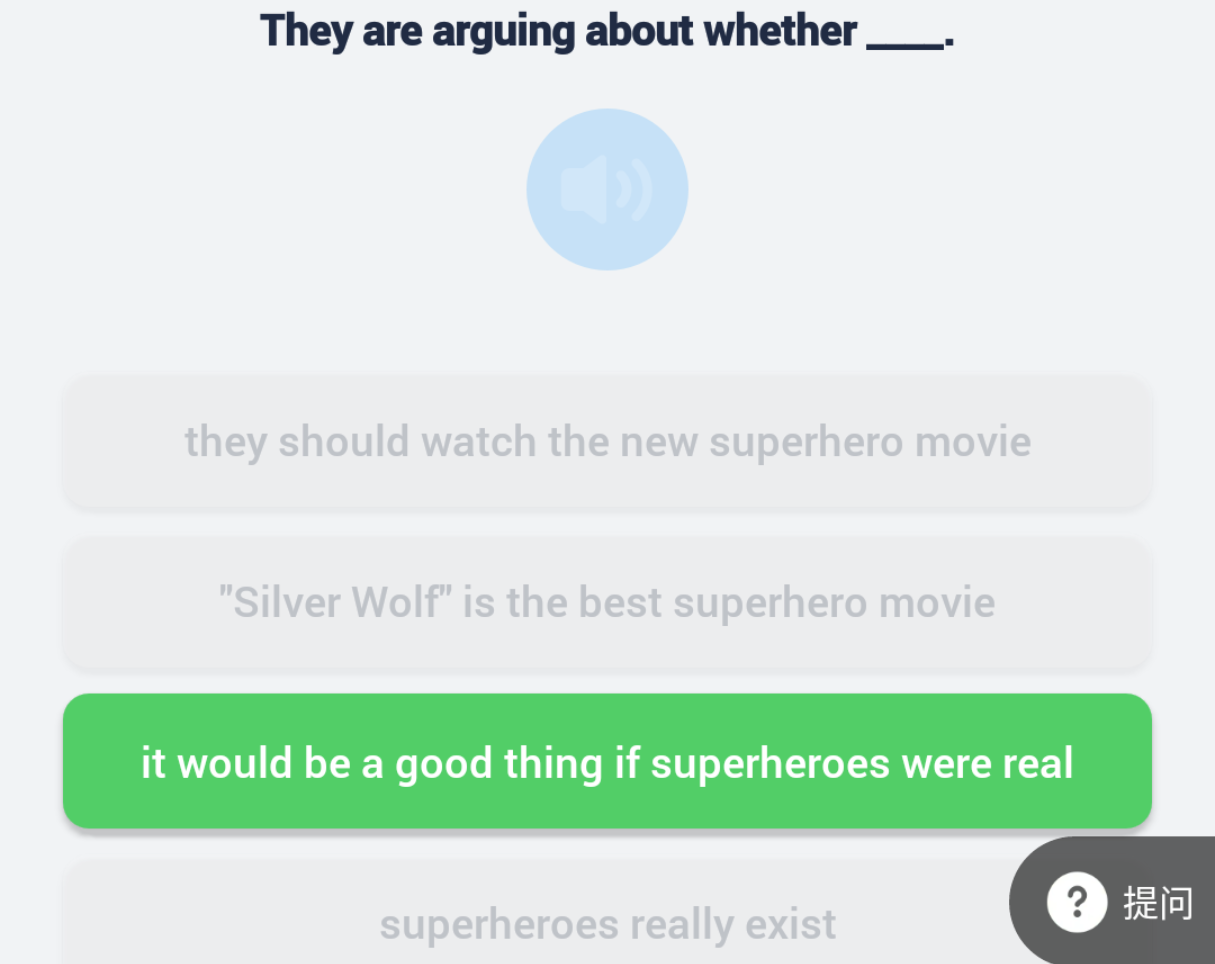 They are arguing about whether ____.
they should watch the new superhero movie
"Silver Wolf" is the best superhero movie
it would be a good thing if superheroes were real
superheroes really exist
? 提问